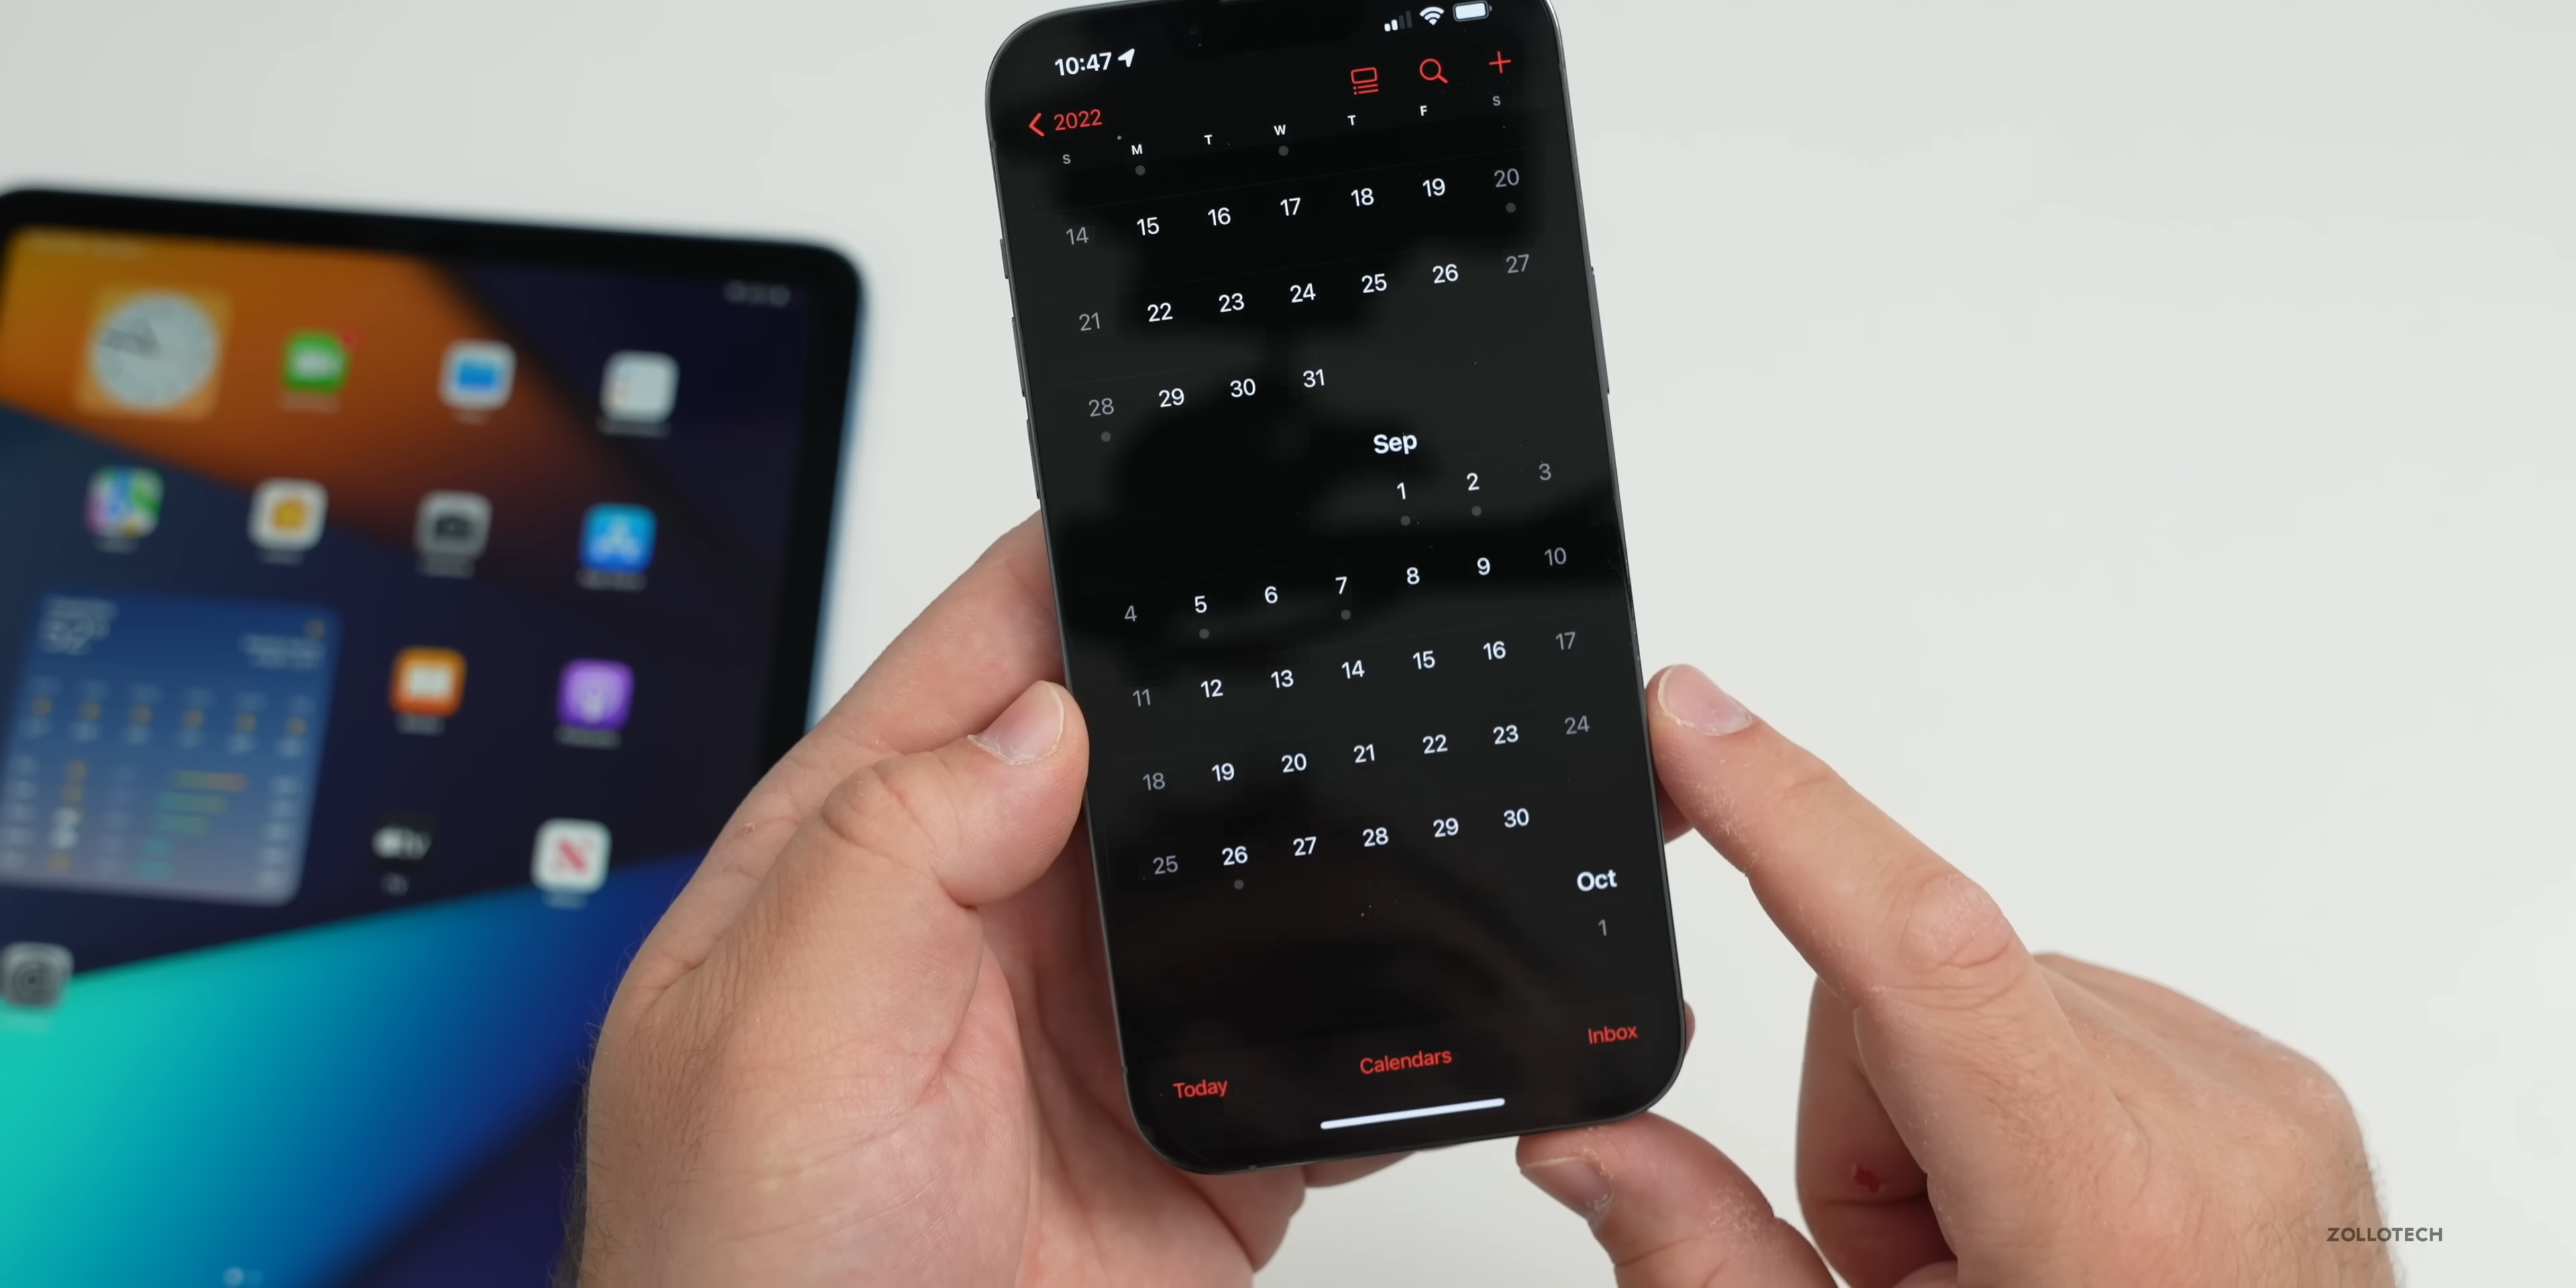 10:47
2022
S M T W T F S
14 15 16 17 18 19 20
21 22 23 24 25 26 27
28 29 30 31
Sep
1 2 3
4 5 6 7 8 9 10
11 12 13 14 15 16 17
18 19 20 21 22 23 24
25 26 27 28 29 30
Oct
1
Today Calendars Inbox
ZOLLOTECH